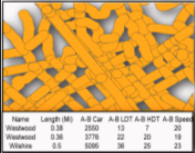 Name Length (Mi) A-B Car A-B LDT A-B HDT A-B Speed
Westwood 0.38 2550 13 7 20
Westwood 0.36 3776 22 20 19
Wilshire 0.5 5095 36 25 23